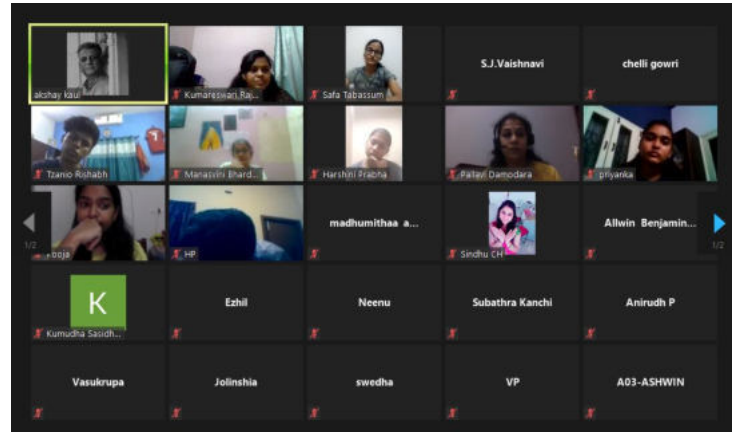 akshay kaul
Kumareswari Raj...
Safa Tabassum
S.J.Vaishnavi
chelli gowri
Tzanio Rishabh
Manasvini Bhard...
Harshini Prabha
Pallavi Damodara
priyanka
1/2
Pooja
HP
madhumithaa a...
Sindhu CH
Allwin Benjamin...
1/2
K
Kumudha Sasidh...
Ezhil
Neenu
Subathra Kanchi
Anirudh P
Vasukrupa
Jolinshia
swedha
VP
A03-ASHWIN